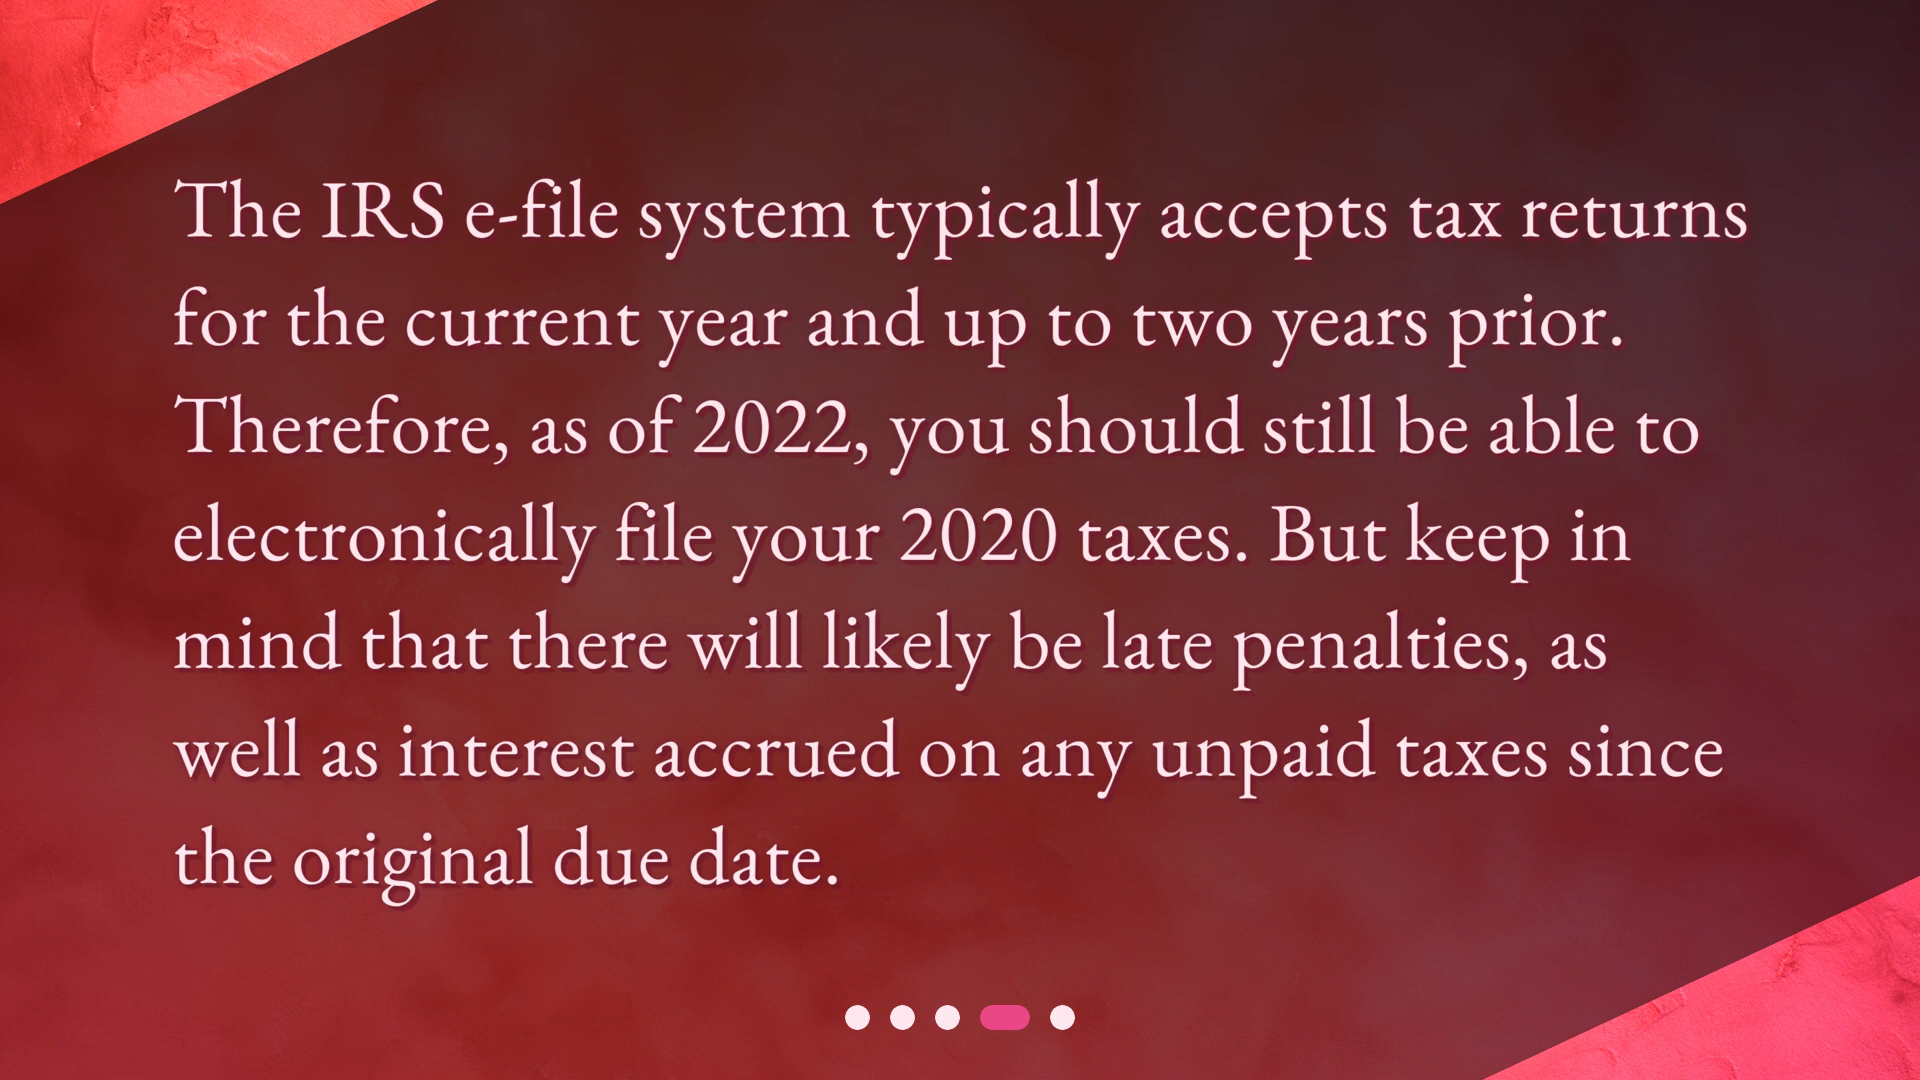 The IRS e-file system typically accepts tax returns
for the current year and up to two years prior.
Therefore, as of 2022, you should still be able to
electronically file your 2020 taxes. But keep in
mind that there will likely be late penalties, as
well as interest accrued on any unpaid taxes since
the original due date.